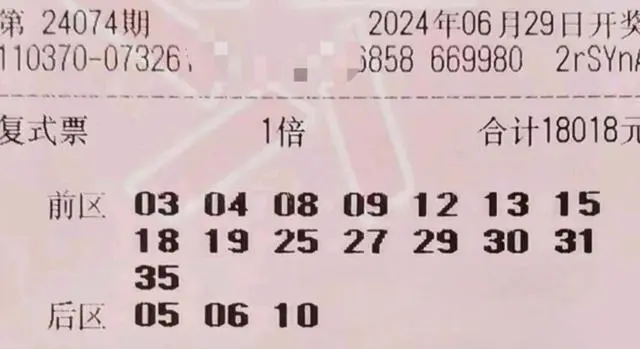 第 24074期 2024年06月29日开奖
110370-07326 6858 669980 2rSYnA
复式票 1倍 合计18018元
前区 03 04 08 09 12 13 15
18 19 25 27 29 30 31
35
后区 05 06 10